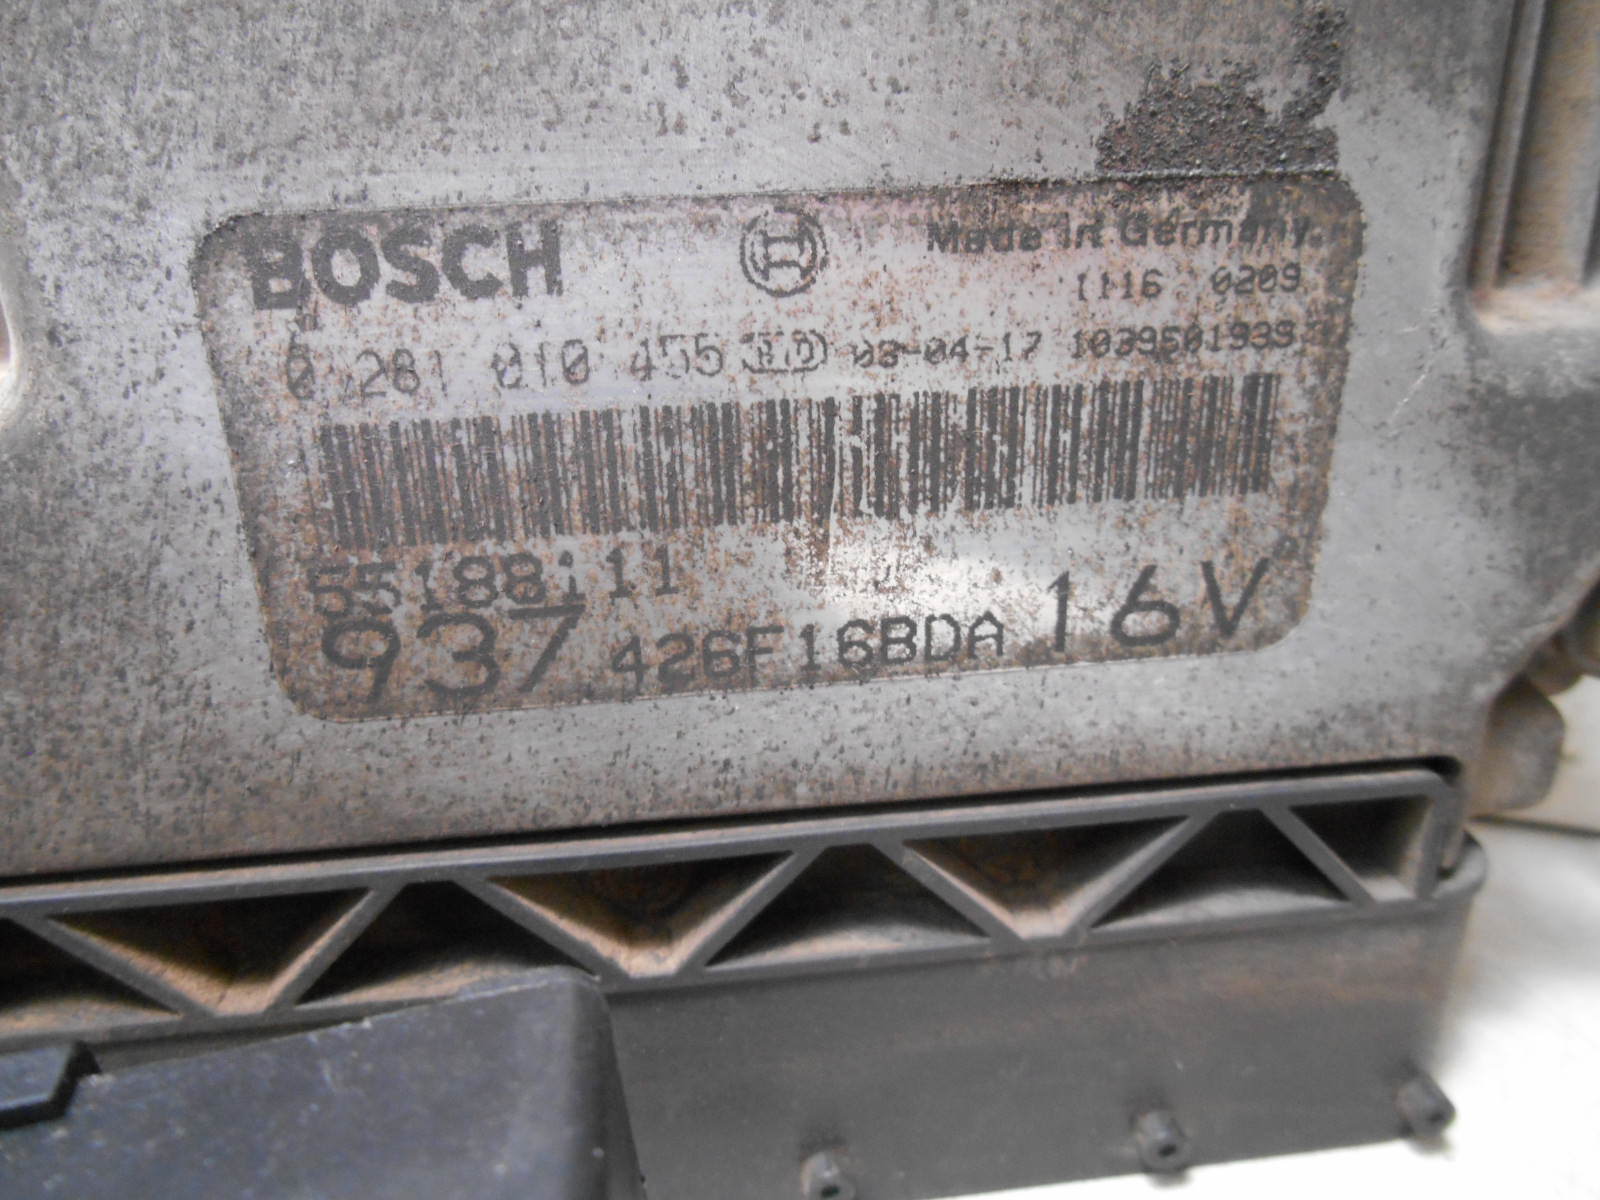 BOSCH Made in Germany
1116 0209
0 281 010 455 03-04-17 1039S01939
55188111
937 426F16BDA 16V